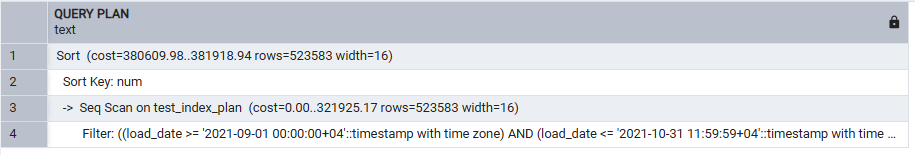 QUERY PLAN
text
1 Sort (cost=380609.98..381918.94 rows=523583 width=16)
2 Sort Key: num
3 -> Seq Scan on test_index_plan (cost=0.00..321925.17 rows=523583 width=16)
4 Filter: ((load_date >= '2021-09-01 00:00:00+04'::timestamp with time zone) AND (load_date <= '2021-10-31 11:59:59+04'::timestamp with time ...